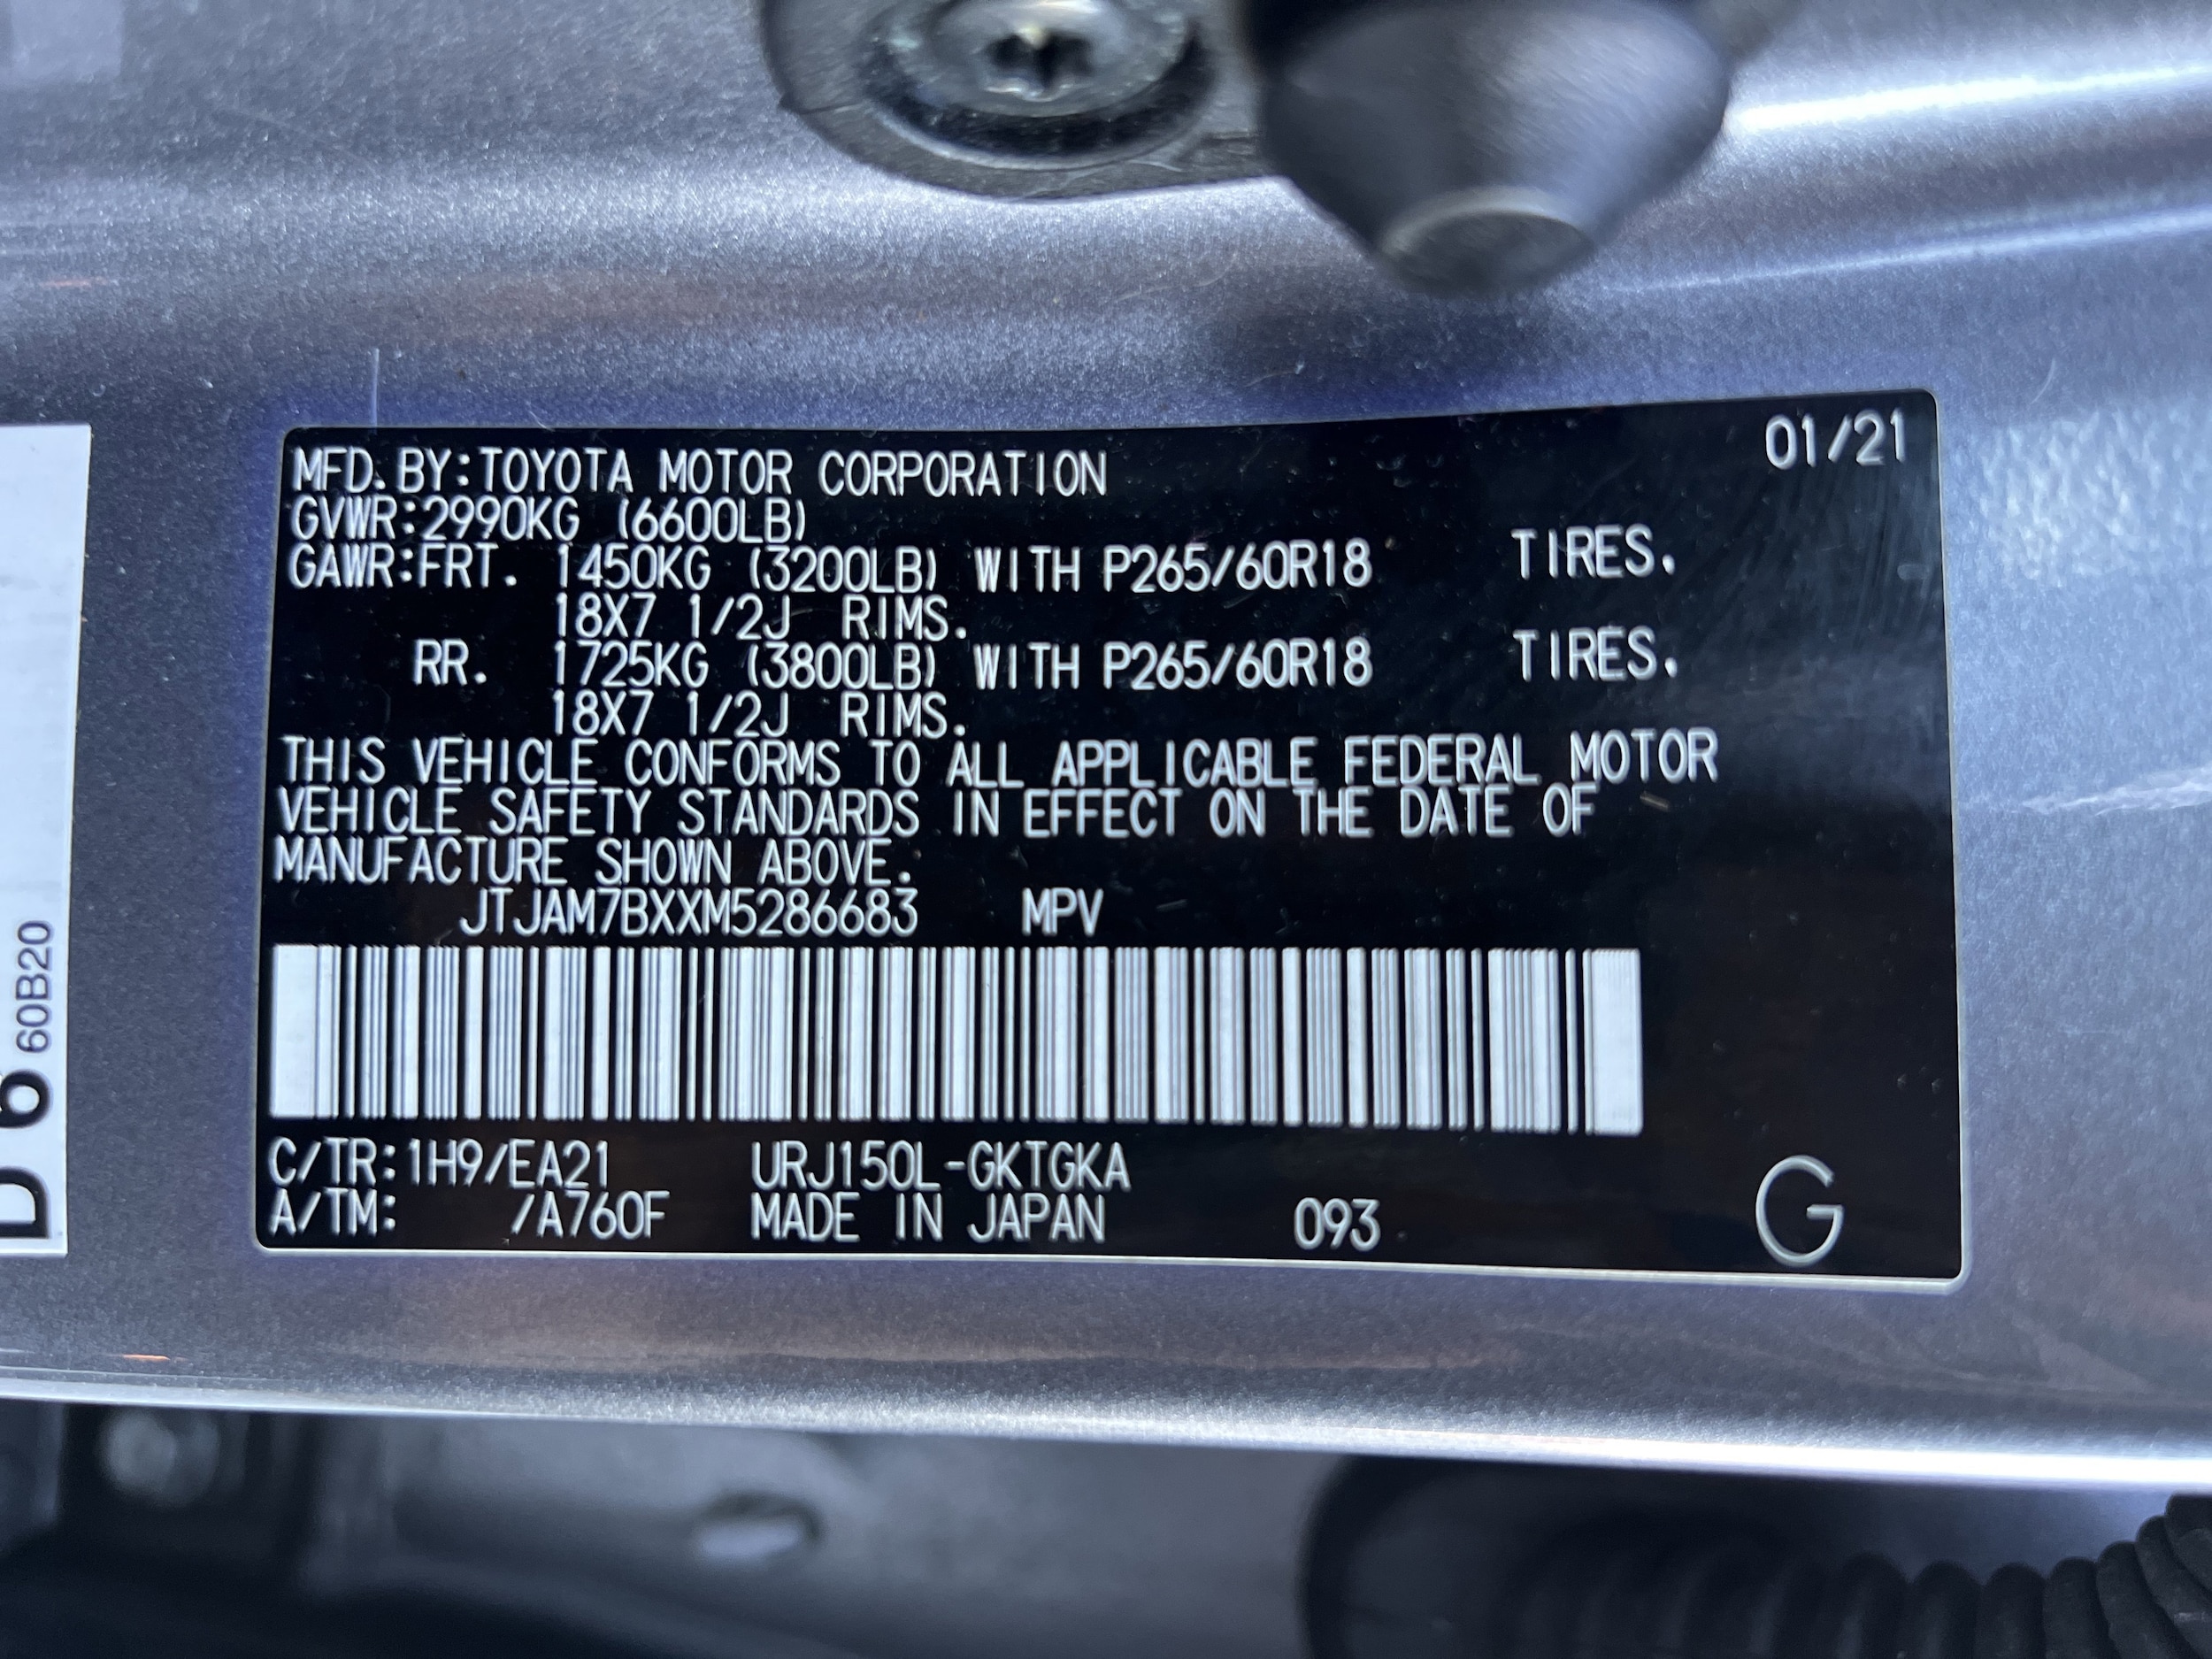 01/21
MFD.BY:TOYOTA MOTOR CORPORATION
GVWR:2990KG (6600LB)
GAWR:FRT. 1450KG (3200LB) WITH P265/60R18 TIRES.
18X7 1/2J RIMS.
RR. 1725KG (3800LB) WITH P265/60R18 TIRES.
18X7 1/2J RIMS.
THIS VEHICLE CONFORMS TO ALL APPLICABLE FEDERAL MOTOR
VEHICLE SAFETY STANDARDS IN EFFECT ON THE DATE OF
MANUFACTURE SHOWN ABOVE.
JTJAM7BXXM5286683 MPV
C/TR:1H9/EA21 URJ150L-GKTGKA
A/TM: /A760F MADE IN JAPAN 093 G
D 6 60B20